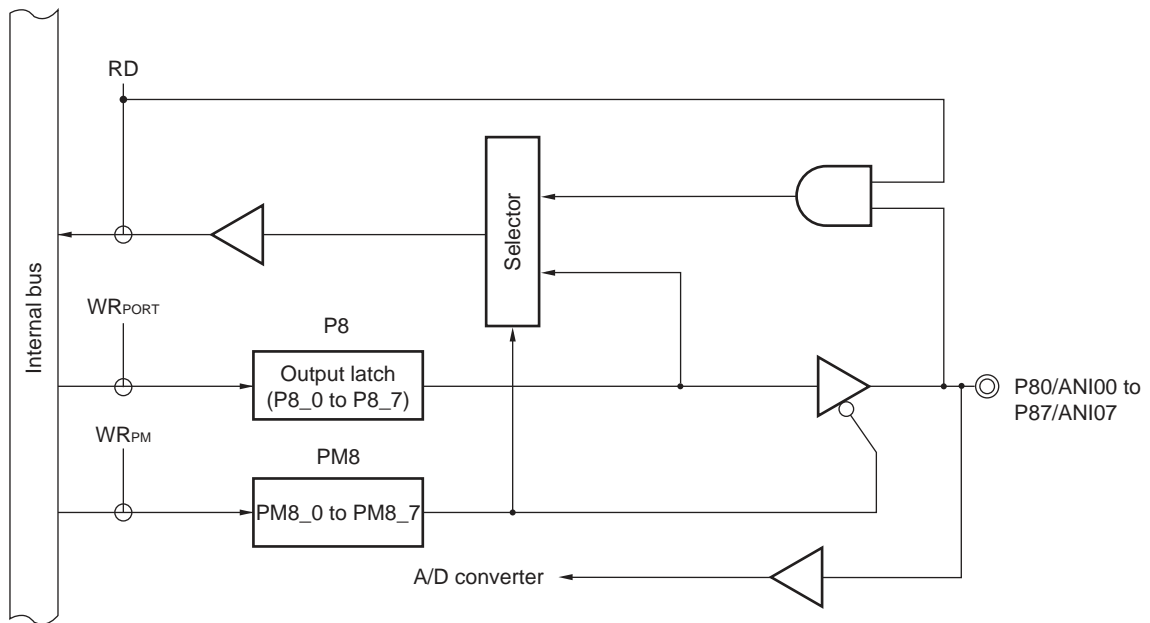 RD
Selector
Internal bus
WRPORT
P8
Output latch
(P8_0 to P8_7)
P80/ANI00 to
P87/ANI07
WRPM
PM8
PM8_0 to PM8_7
A/D converter